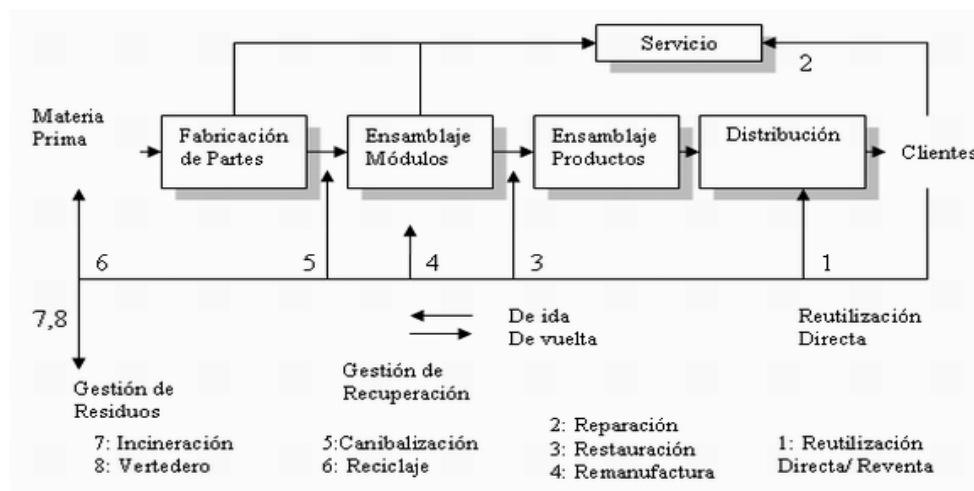 Servicio
2
Materia
Prima
Fabricación
de Partes
Ensamblaje
Módulos
Ensamblaje
Productos
Distribución
Clientes
6
5
4
3
1
7,8
De ida
De vuelta
Reutilización
Directa
Gestión de
Residuos
Gestión de
Recuperación
7: Incineración
8: Vertedero
5:Canibalización
6: Reciclaje
2: Reparación
3: Restauración
4: Remanufactura
1: Reutilización
Directa/ Reventa